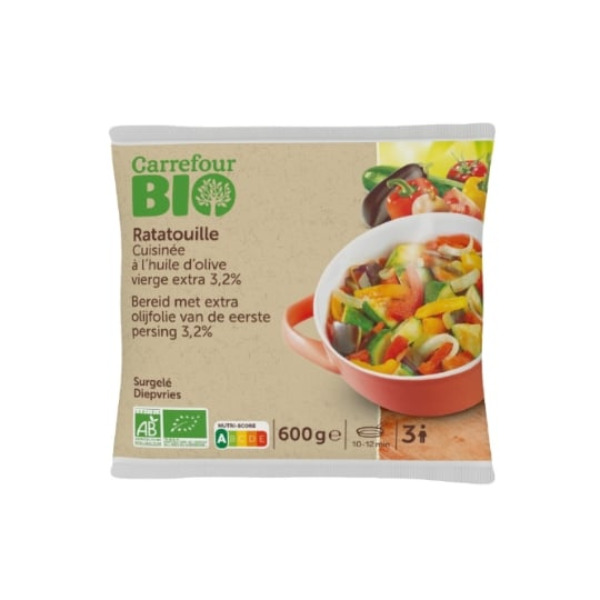 Carrefour
BIO
Ratatouille
Cuisinée
à l'huile d'olive
vierge extra 3,2%
Bereid met extra
olijfolie van de eerste
persing 3,2%
Surgelé
Diepvries
AB
NUTRI-SCORE
A B C D E
600g e
10-12 min
3